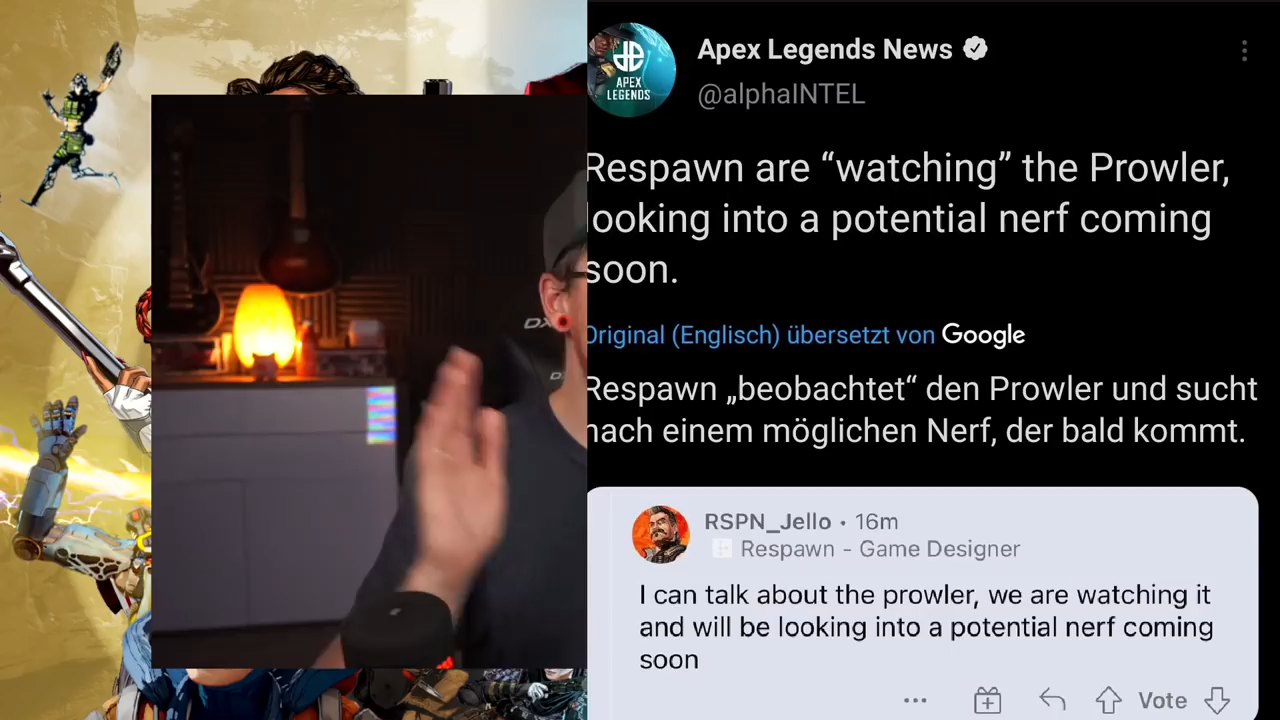 Apex Legends News
@alphaINTEL
APEX
LEGENDS
Respawn are “watching” the Prowler,
looking into a potential nerf coming
soon.
Original (Englisch) übersetzt von Google
Respawn „beobachtet“ den Prowler und sucht
nach einem möglichen Nerf, der bald kommt.
RSPN_Jello • 16m
Respawn - Game Designer
I can talk about the prowler, we are watching it
and will be looking into a potential nerf coming
soon
Vote